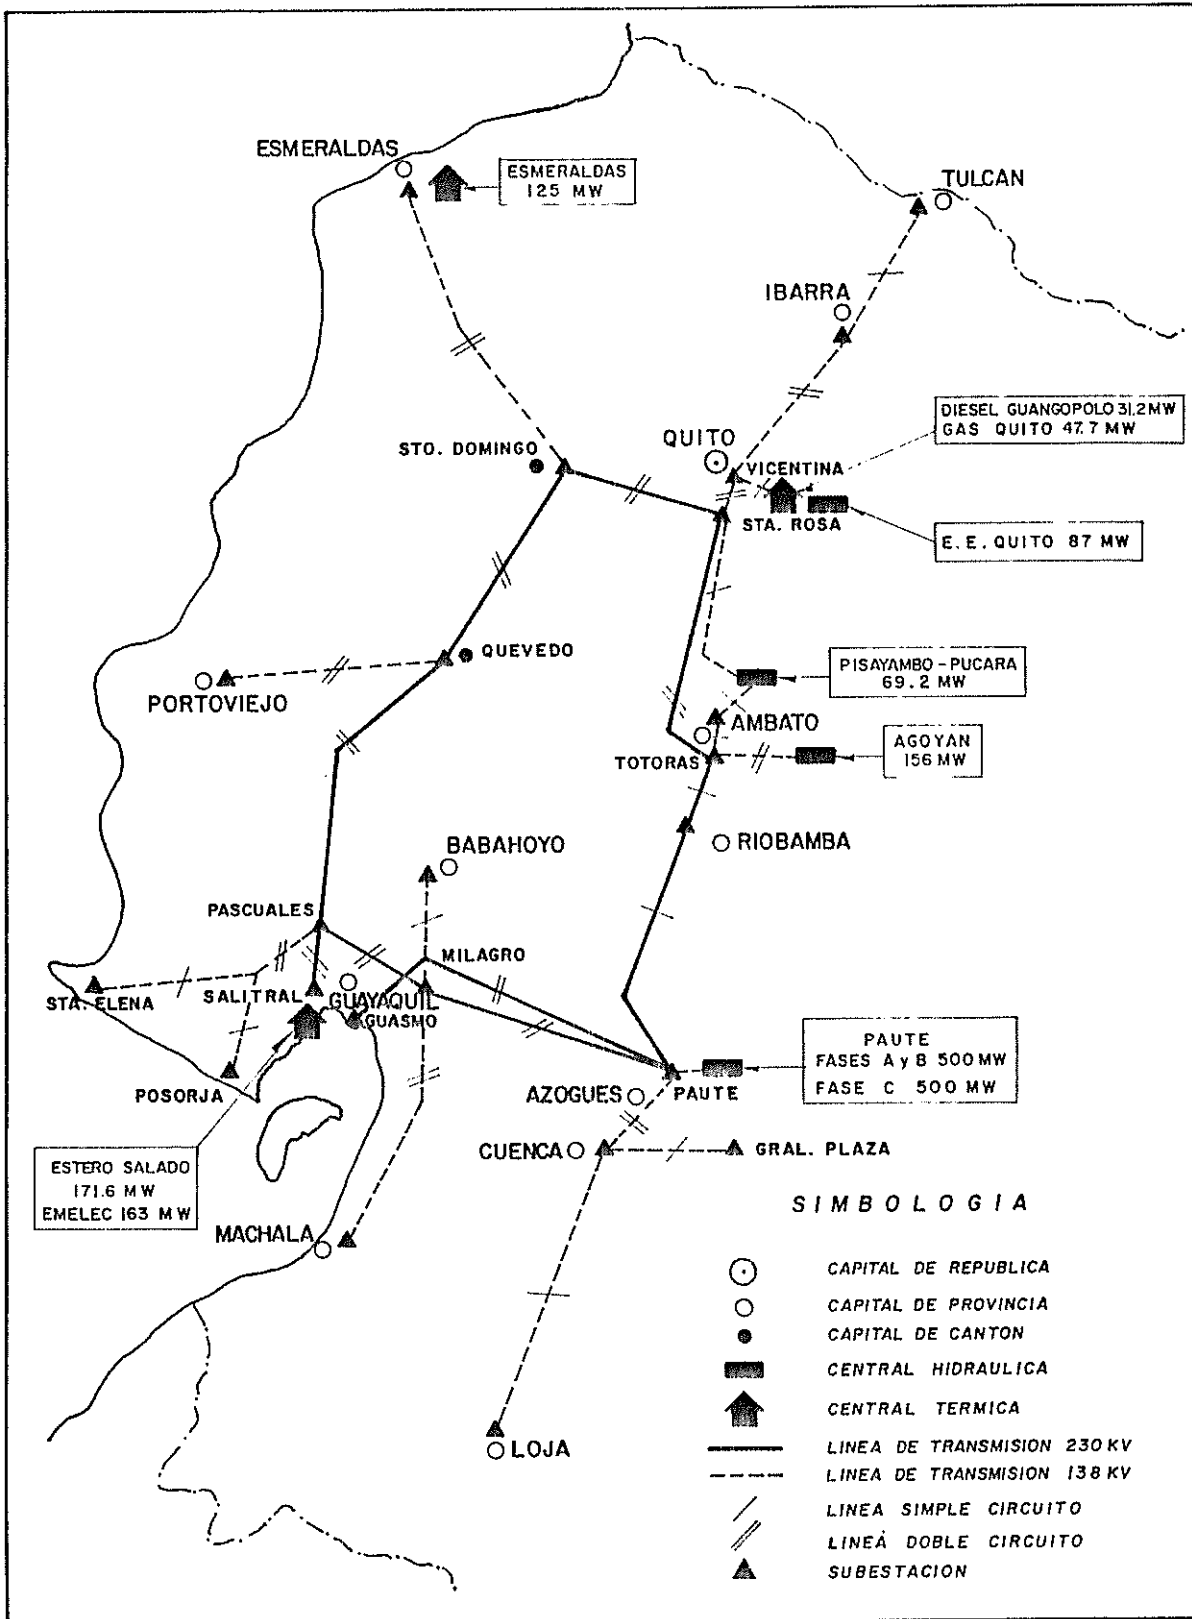 ESMERALDAS
ESMERALDAS
125 MW
TULCAN
IBARRA
DIESEL GUANGOPOLO 31.2 MW
GAS QUITO 47.7 MW
QUITO
STO. DOMINGO
VICENTINA
STA. ROSA
E. E. QUITO 87 MW
QUEVEDO
PISAYAMBO - PUCARA
69.2 MW
PORTOVIEJO
AMBATO
AGOYAN
156 MW
TOTORAS
BABAHOYO
RIOBAMBA
PASCUALES
MILAGRO
STA. ELENA
SALITRAL
GUAYAQUIL
GUASMO
PAUTE
FASES A y B 500 MW
FASE C 500 MW
POSORJA
AZOGUES
PAUTE
CUENCA
GRAL. PLAZA
ESTERO SALADO
171.6 MW
EMELEC 163 MW
MACHALA
LOJA
SIMBOLOGIA
CAPITAL DE REPUBLICA
CAPITAL DE PROVINCIA
CAPITAL DE CANTON
CENTRAL HIDRAULICA
CENTRAL TERMICA
LINEA DE TRANSMISION 230 KV
LINEA DE TRANSMISION 138 KV
LINEA SIMPLE CIRCUITO
LINEA DOBLE CIRCUITO
SUBESTACION